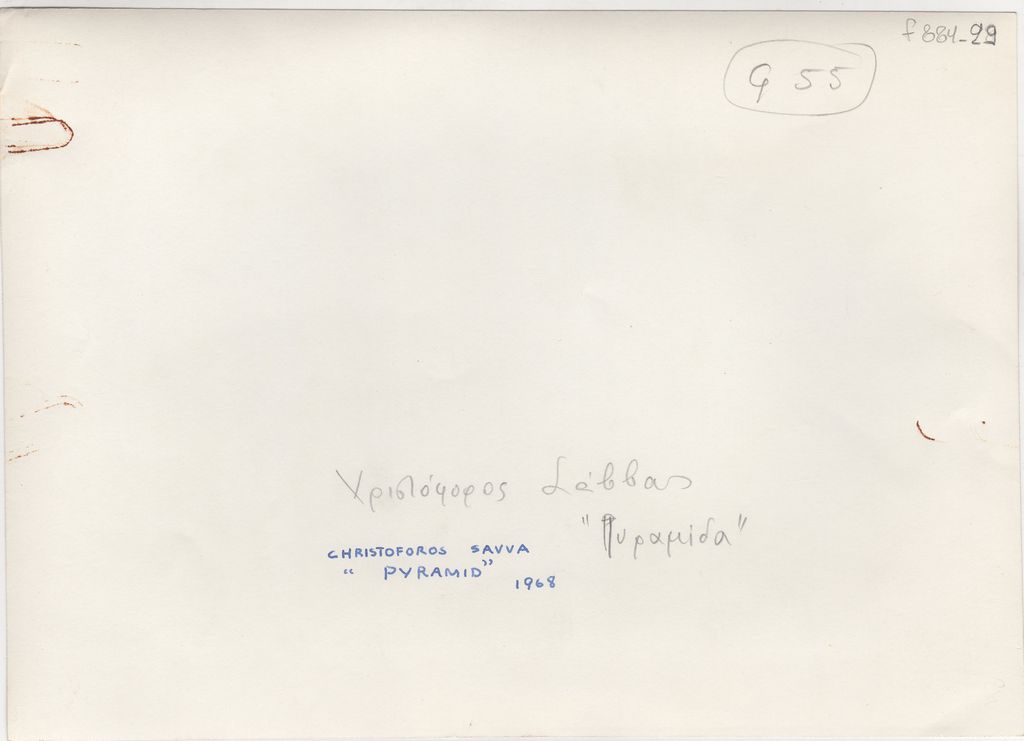 f 884-29
G 55
Χριστόφορος Σάββας
"Πυραμίδα"
CHRISTOFOROS SAVVA
"PYRAMID"
1968